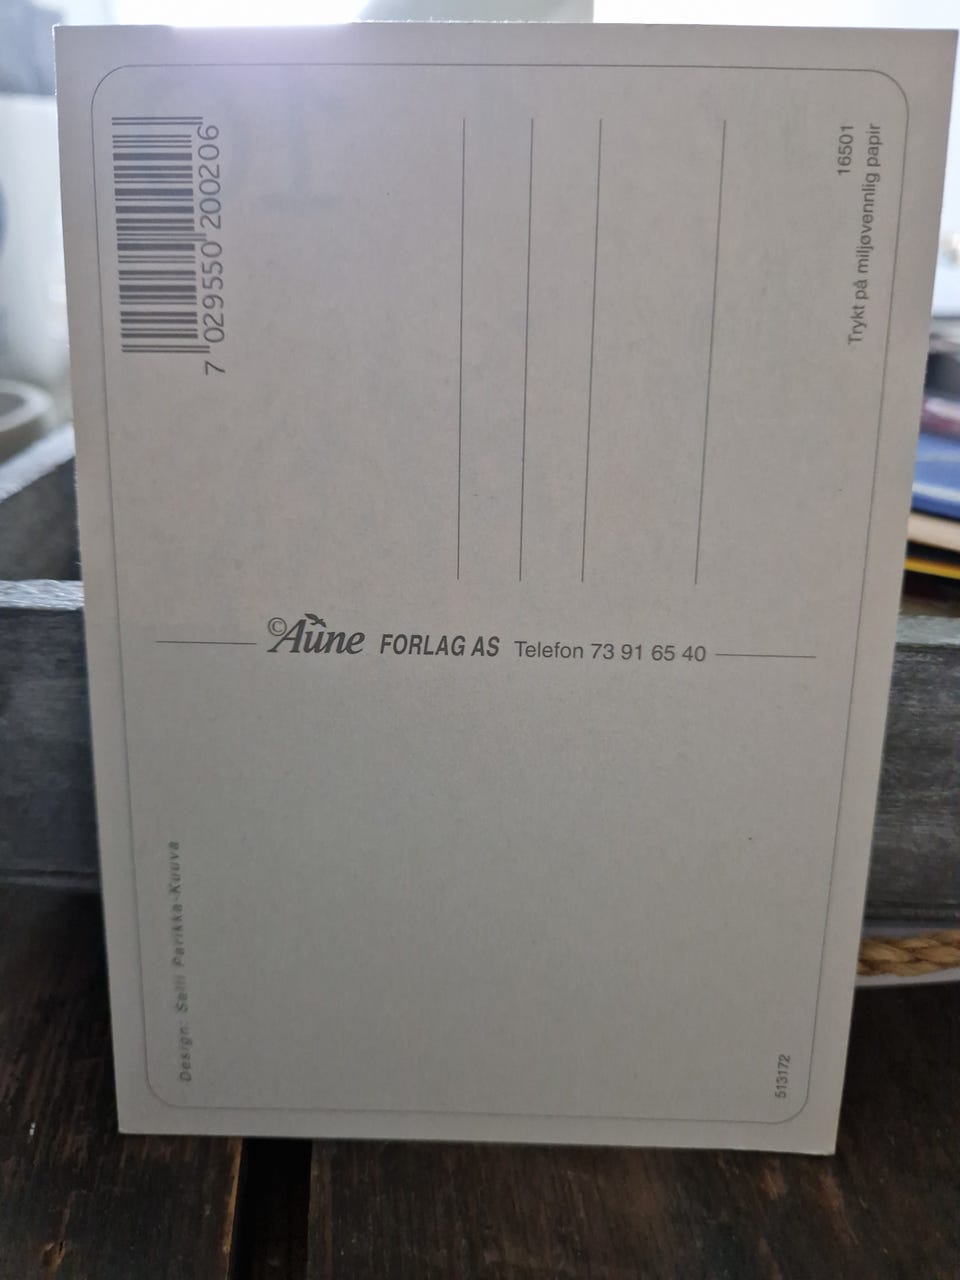 7 029550 200206
16501
Trykt på miljøvennlig papir
©Aune FORLAG AS Telefon 73 91 65 40
Design: Salli Parikka-Kuuva
513172